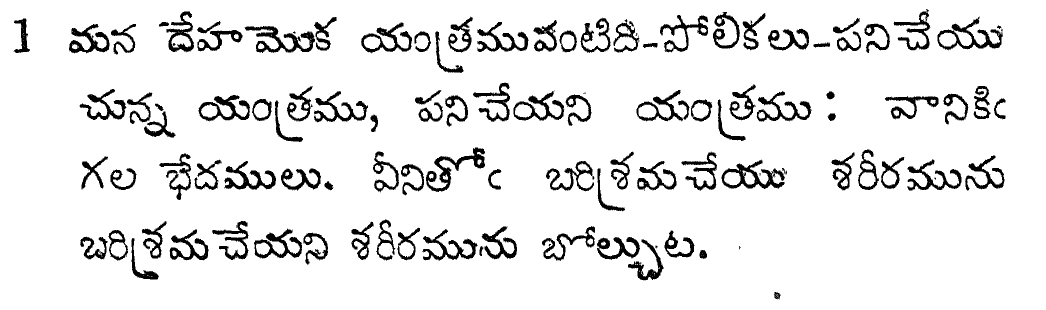 1 మన దేహమొక యంత్రమువంటిది-పోలికలు-పనిచేయు
చున్న యంత్రము, పనిచేయని యంత్రము : వానికిఁ
గల భేదములు. వీనితోఁ బరిశ్రమచేయు శరీరమును
బరిశ్రమచేయని శరీరమును బోల్చుట.